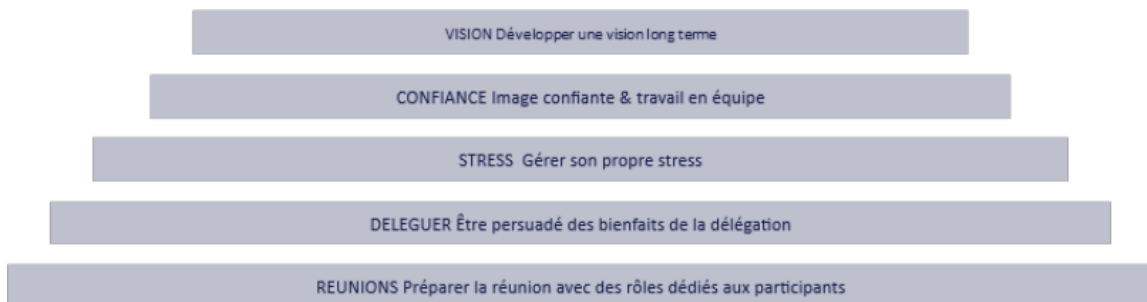 VISION Développer une vision long terme
CONFIANCE Image confiante & travail en équipe
STRESS Gérer son propre stress
DELEGUER Être persuadé des bienfaits de la délégation
REUNIONS Préparer la réunion avec des rôles dédiés aux participants